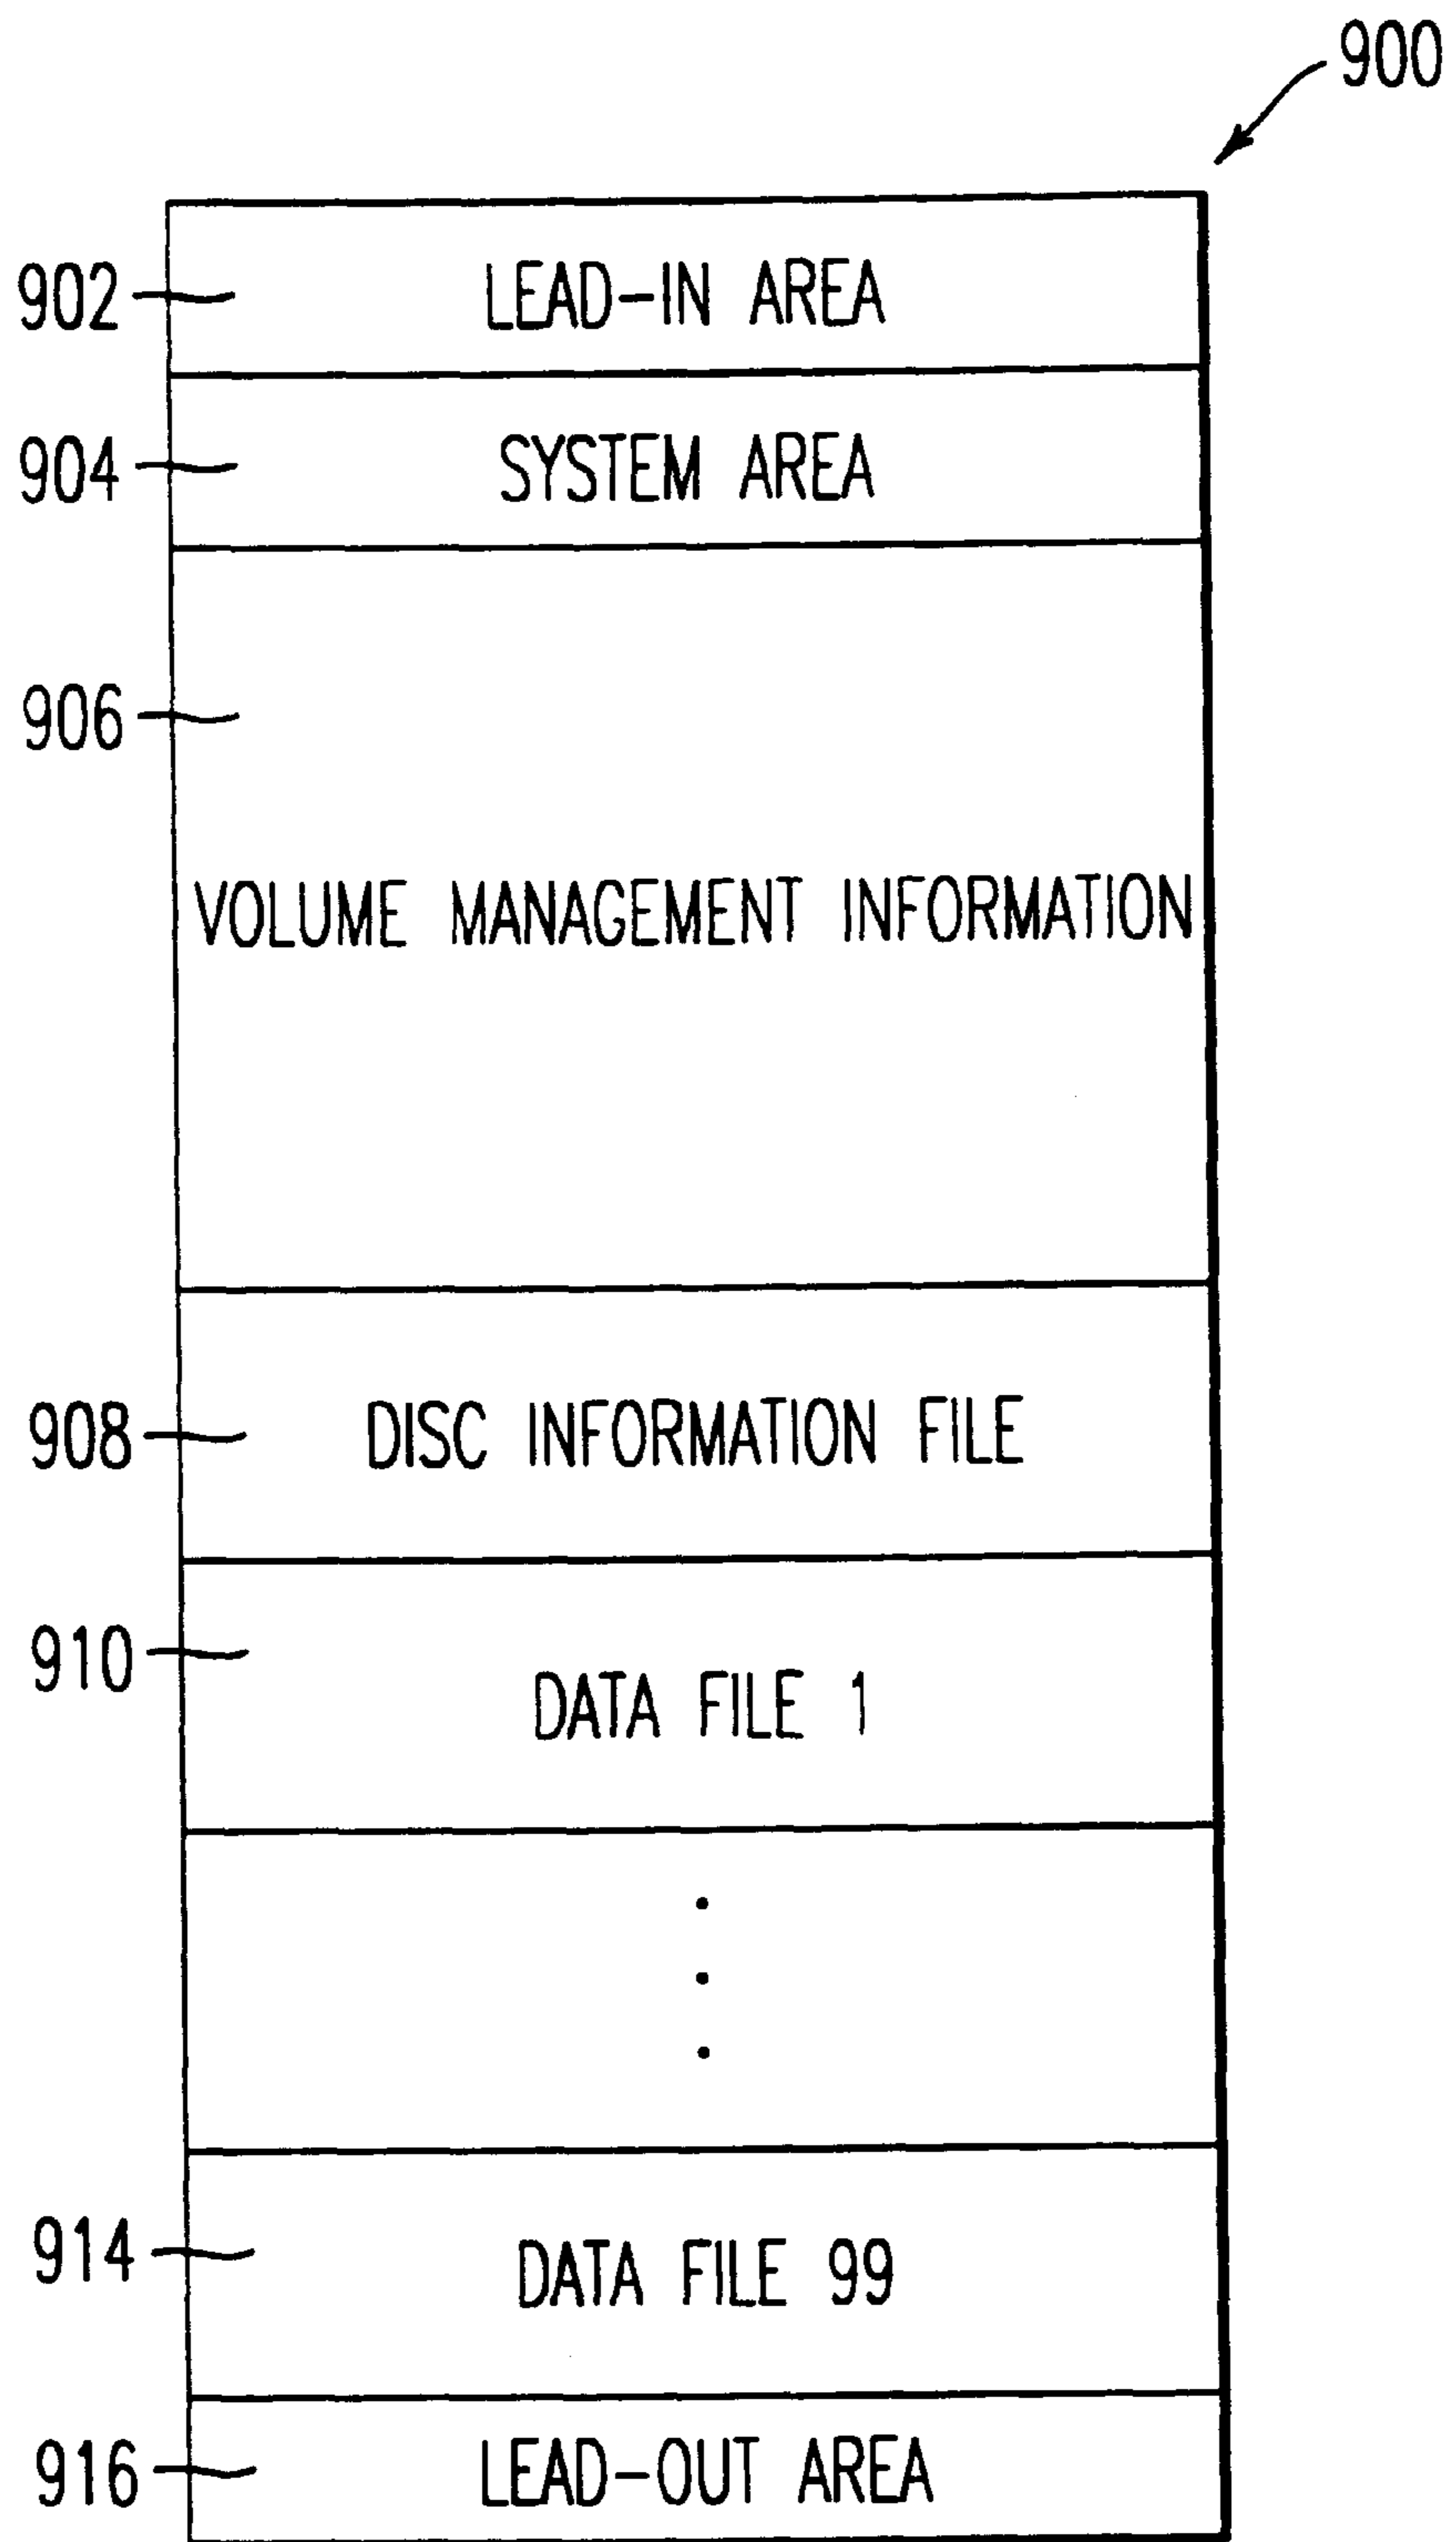 900
902 LEAD-IN AREA
904 SYSTEM AREA
906
VOLUME MANAGEMENT INFORMATION
908 DISC INFORMATION FILE
910
DATA FILE 1
914 DATA FILE 99
916 LEAD-OUT AREA